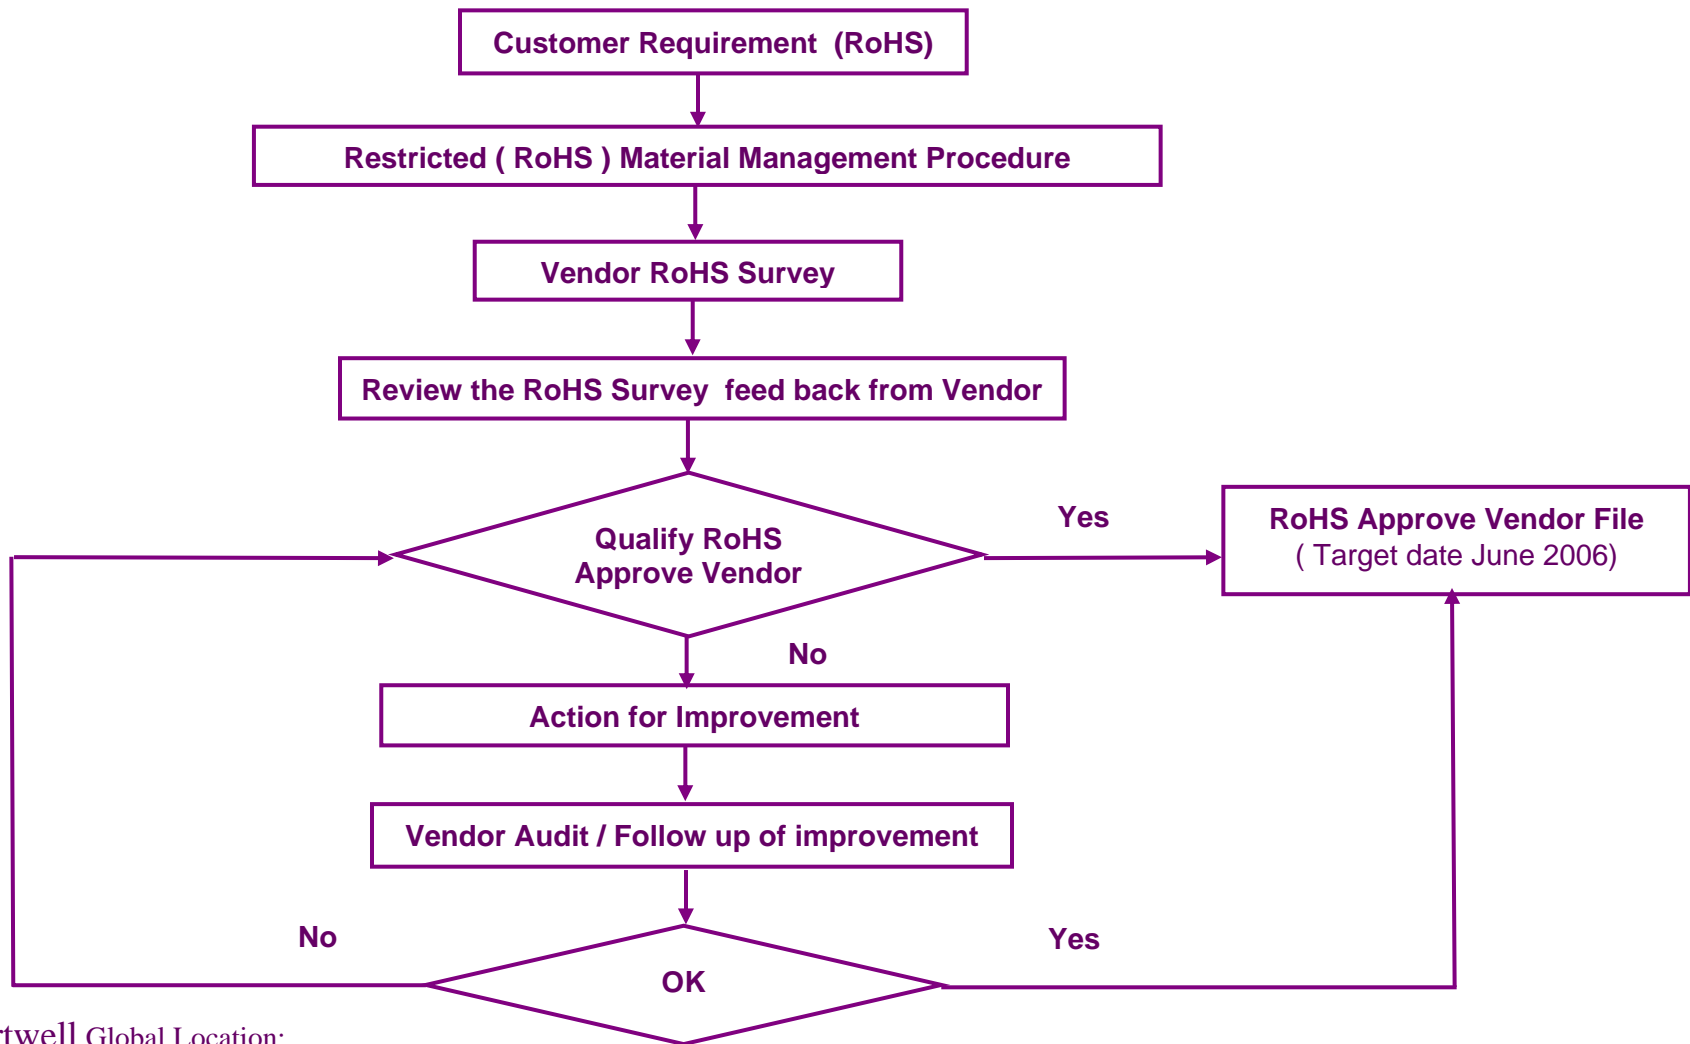 Customer Requirement (RoHS)
Restricted ( RoHS ) Material Management Procedure
Vendor RoHS Survey
Review the RoHS Survey feed back from Vendor
Qualify RoHS
Approve Vendor
Yes
RoHS Approve Vendor File
( Target date June 2006)
No
Action for Improvement
Vendor Audit / Follow up of improvement
No
OK
Yes
Global Location: